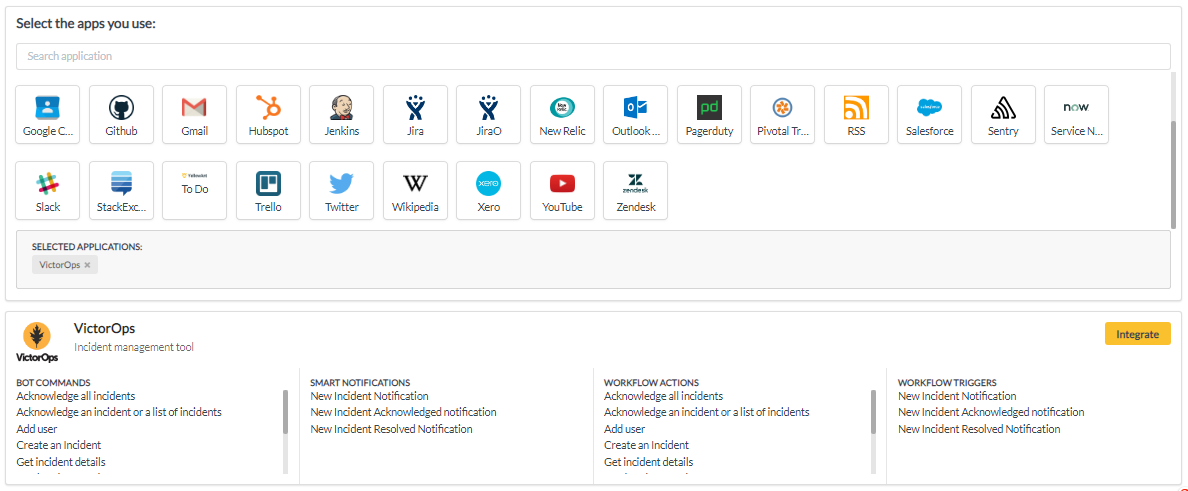 Select the apps you use:
Search application
Google C...
Github
Gmail
Hubspot
Jenkins
Jira
JiraO
New Relic
Outlook ...
Pagerduty
Pivotal Tr...
RSS
Salesforce
Sentry
Service N...
Slack
StackExc...
To Do
Trello
Twitter
Wikipedia
Xero
YouTube
Zendesk
SELECTED APPLICATIONS:
VictorOps ×
VictorOps
VictorOps
Incident management tool
Integrate
BOT COMMANDS
Acknowledge all incidents
Acknowledge an incident or a list of incidents
Add user
Create an Incident
Get incident details
SMART NOTIFICATIONS
New Incident Notification
New Incident Acknowledged notification
New Incident Resolved Notification
WORKFLOW ACTIONS
Acknowledge all incidents
Acknowledge an incident or a list of incidents
Add user
Create an Incident
Get incident details
WORKFLOW TRIGGERS
New Incident Notification
New Incident Acknowledged notification
New Incident Resolved Notification